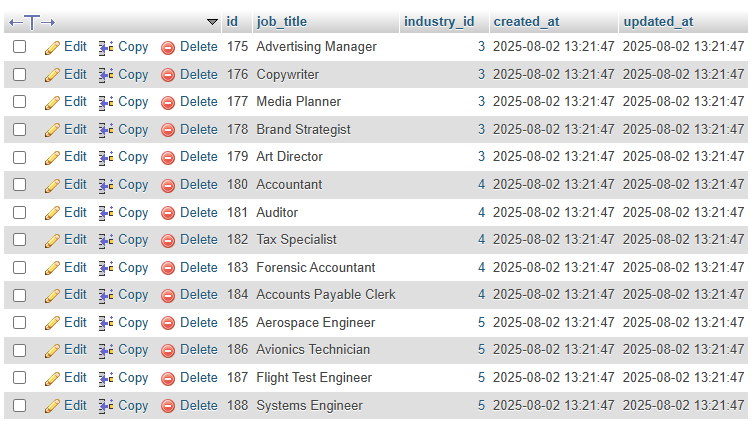 id job_title industry_id created_at updated_at
Edit Copy Delete 175 Advertising Manager 3 2025-08-02 13:21:47 2025-08-02 13:21:47
Edit Copy Delete 176 Copywriter 3 2025-08-02 13:21:47 2025-08-02 13:21:47
Edit Copy Delete 177 Media Planner 3 2025-08-02 13:21:47 2025-08-02 13:21:47
Edit Copy Delete 178 Brand Strategist 3 2025-08-02 13:21:47 2025-08-02 13:21:47
Edit Copy Delete 179 Art Director 3 2025-08-02 13:21:47 2025-08-02 13:21:47
Edit Copy Delete 180 Accountant 4 2025-08-02 13:21:47 2025-08-02 13:21:47
Edit Copy Delete 181 Auditor 4 2025-08-02 13:21:47 2025-08-02 13:21:47
Edit Copy Delete 182 Tax Specialist 4 2025-08-02 13:21:47 2025-08-02 13:21:47
Edit Copy Delete 183 Forensic Accountant 4 2025-08-02 13:21:47 2025-08-02 13:21:47
Edit Copy Delete 184 Accounts Payable Clerk 4 2025-08-02 13:21:47 2025-08-02 13:21:47
Edit Copy Delete 185 Aerospace Engineer 5 2025-08-02 13:21:47 2025-08-02 13:21:47
Edit Copy Delete 186 Avionics Technician 5 2025-08-02 13:21:47 2025-08-02 13:21:47
Edit Copy Delete 187 Flight Test Engineer 5 2025-08-02 13:21:47 2025-08-02 13:21:47
Edit Copy Delete 188 Systems Engineer 5 2025-08-02 13:21:47 2025-08-02 13:21:47